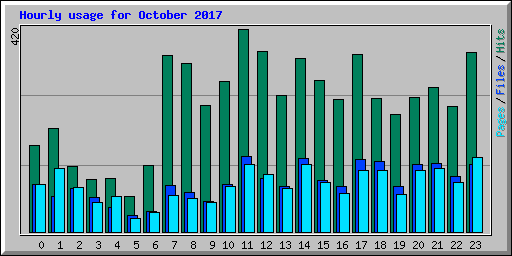 Hourly usage for October 2017
420
Pages / Files / Hits
0 1 2 3 4 5 6 7 8 9 10 11 12 13 14 15 16 17 18 19 20 21 22 23